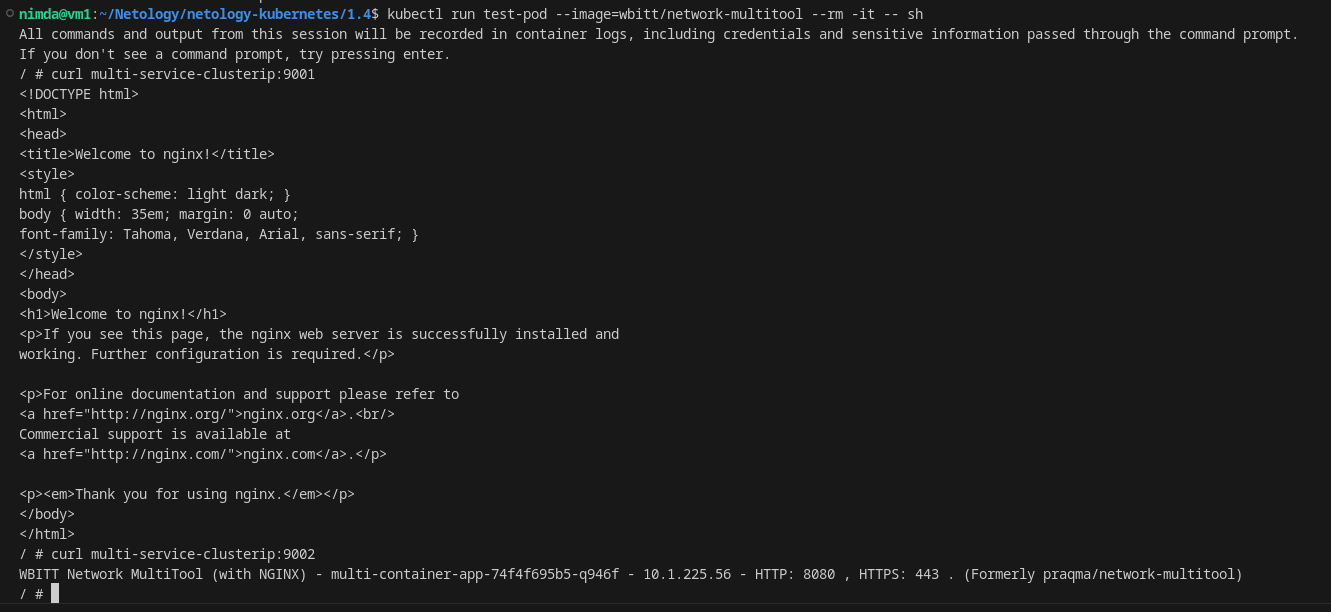 nimda@vm1:~/Netology/netology-kubernetes/1.4$ kubectl run test-pod --image=wbitt/network-multitool --rm -it -- sh
All commands and output from this session will be recorded in container logs, including credentials and sensitive information passed through the command prompt.
If you don't see a command prompt, try pressing enter.
/ # curl multi-service-clusterip:9001
<!DOCTYPE html>
<html>
<head>
<title>Welcome to nginx!</title>
<style>
html { color-scheme: light dark; }
body { width: 35em; margin: 0 auto;
font-family: Tahoma, Verdana, Arial, sans-serif; }
</style>
</head>
<body>
<h1>Welcome to nginx!</h1>
<p>If you see this page, the nginx web server is successfully installed and
working. Further configuration is required.</p>

<p>For online documentation and support please refer to
<a href="http://nginx.org/">nginx.org</a>.<br/>
Commercial support is available at
<a href="http://nginx.com/">nginx.com</a>.</p>

<p><em>Thank you for using nginx.</em></p>
</body>
</html>
/ # curl multi-service-clusterip:9002
WBITT Network MultiTool (with NGINX) - multi-container-app-74f4f695b5-q946f - 10.1.225.56 - HTTP: 8080 , HTTPS: 443 . (Formerly praqma/network-multitool)
/ #